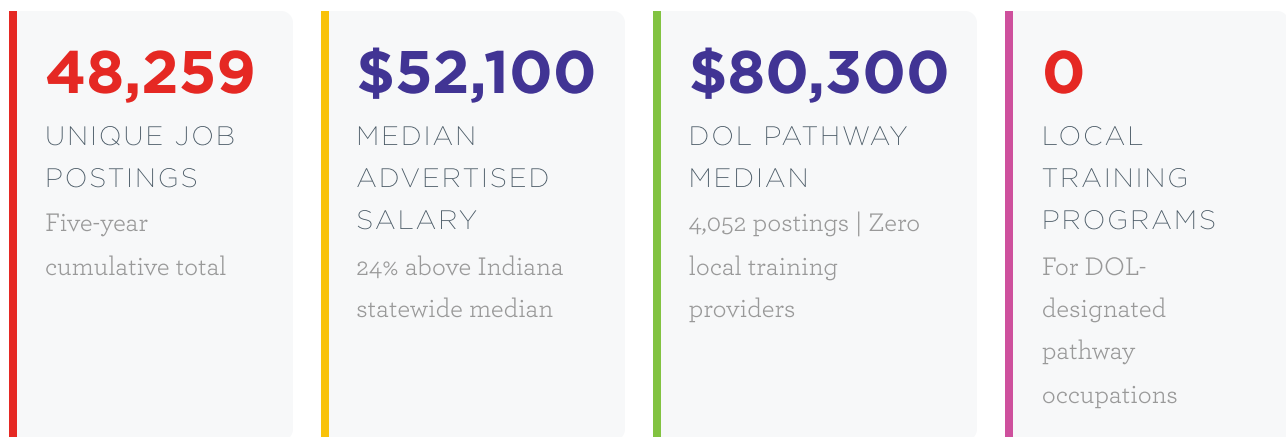 48,259
UNIQUE JOB
POSTINGS
Five-year
cumulative total
$52,100
MEDIAN
ADVERTISED
SALARY
24% above Indiana
statewide median
$80,300
DOL PATHWAY
MEDIAN
4,052 postings | Zero
local training
providers
0
LOCAL
TRAINING
PROGRAMS
For DOL-
designated
pathway
occupations